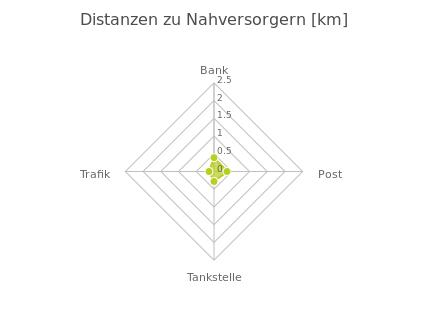 Distanzen zu Nahversorgern [km]
Bank
2.5
2
1.5
1
0.5
0
Trafik
Post
Tankstelle